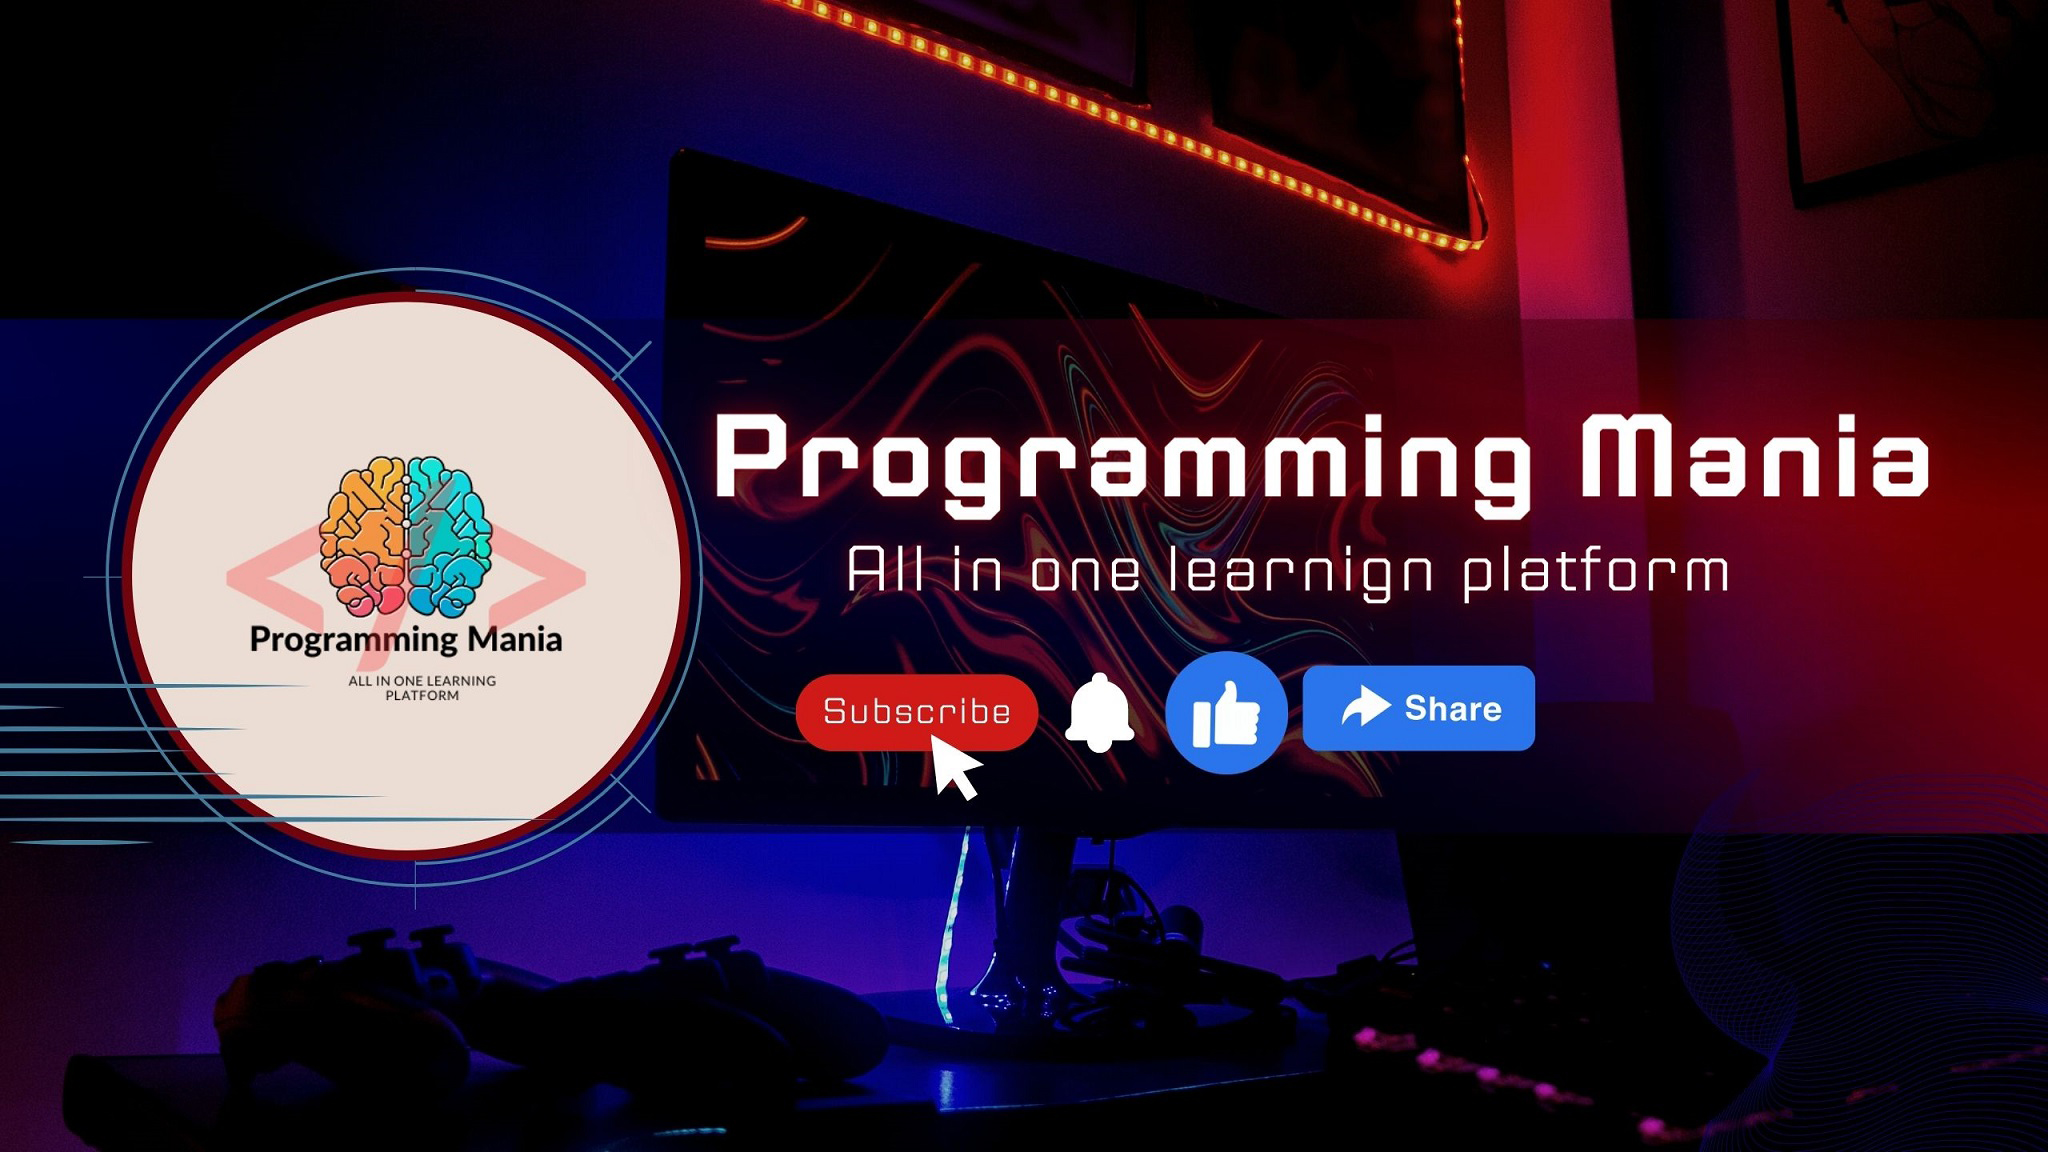 Programming Mania
ALL IN ONE LEARNING
PLATFORM
Programming Mania
All in one learnign platform
Subscribe
Share